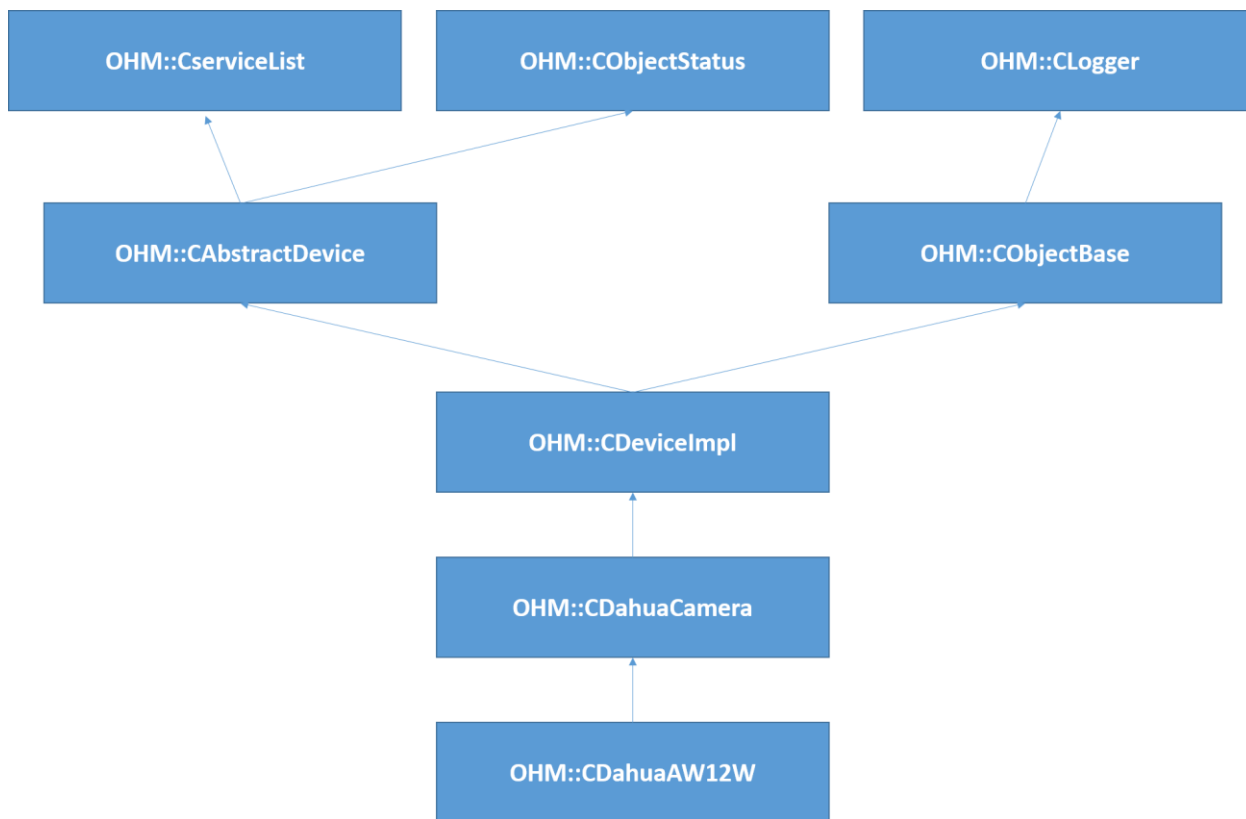 OHM::CserviceList
OHM::CObjectStatus
OHM::CLogger
OHM::CAbstractDevice
OHM::CObjectBase
OHM::CDeviceImpl
OHM::CDahuaCamera
OHM::CDahuaAW12W